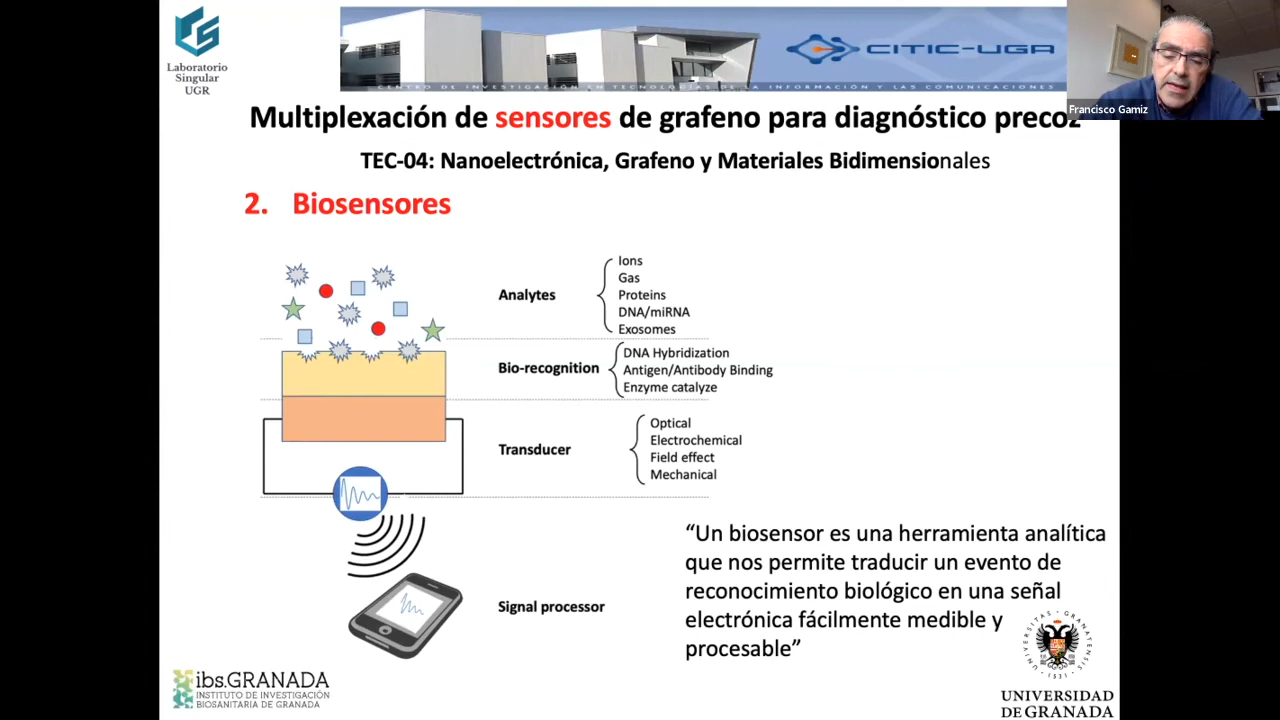 Laboratorio
Singular
UGR
CITIC-UGR
CENTRO DE INVESTIGACIÓN EN TECNOLOGÍAS DE LA INFORMACIÓN Y LAS COMUNICACIONES
Francisco Gamiz
Multiplexación de sensores de grafeno para diagnóstico precoz
TEC-04: Nanoelectrónica, Grafeno y Materiales Bidimensionales
2. Biosensores
Analytes
Ions
Gas
Proteins
DNA/miRNA
Exosomes
Bio-recognition
DNA Hybridization
Antigen/Antibody Binding
Enzyme catalyze
Transducer
Optical
Electrochemical
Field effect
Mechanical
Signal processor
“Un biosensor es una herramienta analítica
que nos permite traducir un evento de
reconocimiento biológico en una señal
electrónica fácilmente medible y
procesable”
ibs.GRANADA
INSTITUTO DE INVESTIGACIÓN
BIOSANITARIA DE GRANADA
UNIVERSITAS GRANATENSIS
1531
UNIVERSIDAD
DE GRANADA